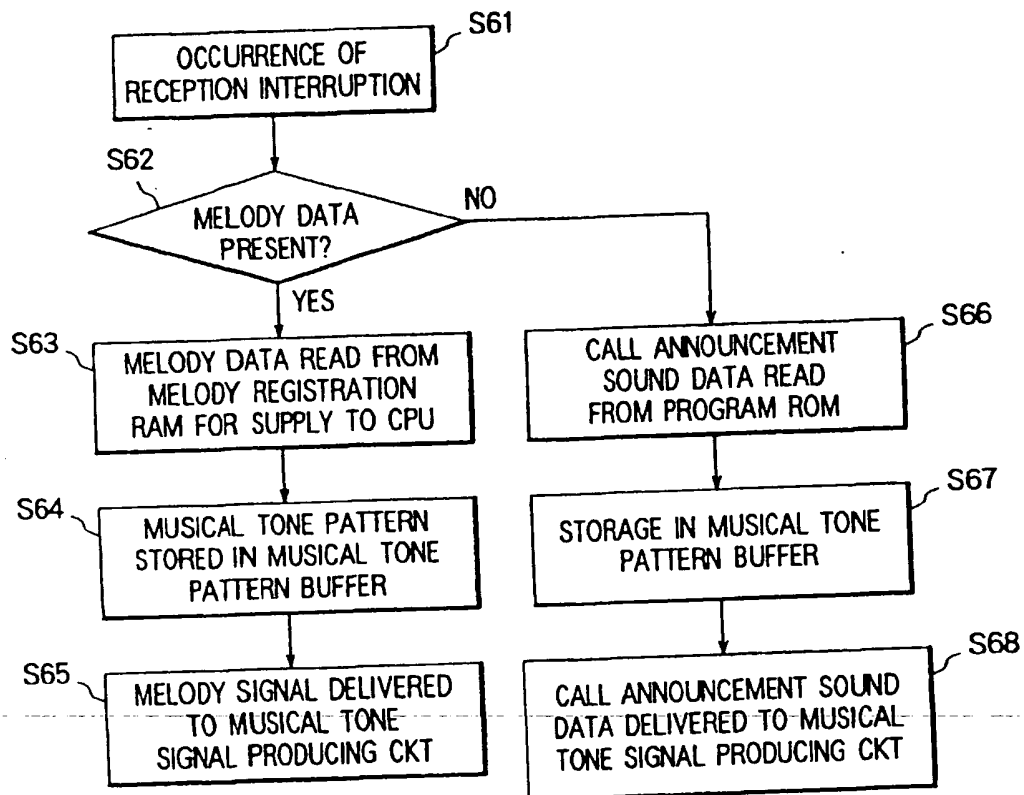 S61
OCCURRENCE OF
RECEPTION INTERRUPTION
S62
MELODY DATA
PRESENT?
NO
YES
S63
MELODY DATA READ FROM
MELODY REGISTRATION
RAM FOR SUPPLY TO CPU
S66
CALL ANNOUNCEMENT
SOUND DATA READ
FROM PROGRAM ROM
S64
MUSICAL TONE PATTERN
STORED IN MUSICAL TONE
PATTERN BUFFER
S67
STORAGE IN MUSICAL TONE
PATTERN BUFFER
S65
MELODY SIGNAL DELIVERED
TO MUSICAL TONE
SIGNAL PRODUCING CKT
S68
CALL ANNOUNCEMENT SOUND
DATA DELIVERED TO MUSICAL
TONE SIGNAL PRODUCING CKT